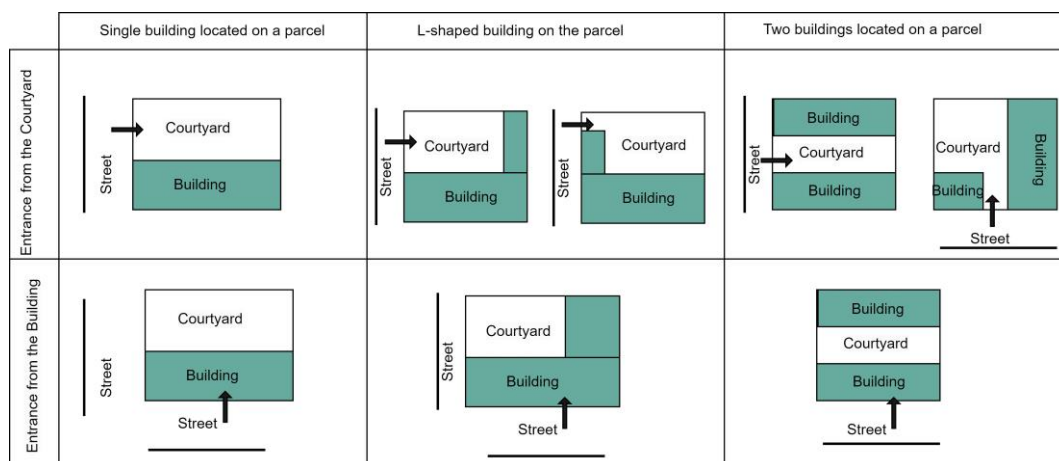 Single building located on a parcel
L-shaped building on the parcel
Two buildings located on a parcel
Entrance from the Courtyard
Street
Courtyard
Building
Street
Courtyard
Building
Street
Courtyard
Building
Street
Building
Courtyard
Building
Courtyard
Building
Building
Street
Entrance from the Building
Street
Courtyard
Building
Street
Street
Courtyard
Building
Street
Building
Courtyard
Building
Street